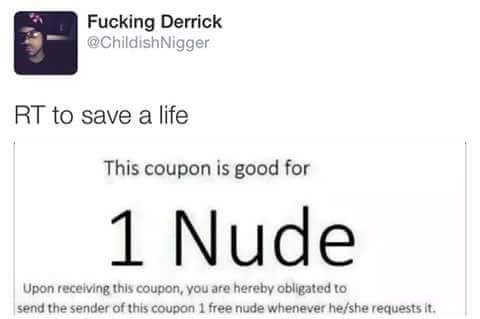 Fucking Derrick
@ChildishNigger
RT to save a life
This coupon is good for
1 Nude
Upon receiving this coupon, you are hereby obligated to
send the sender of this coupon 1 free nude whenever he/she requests it.